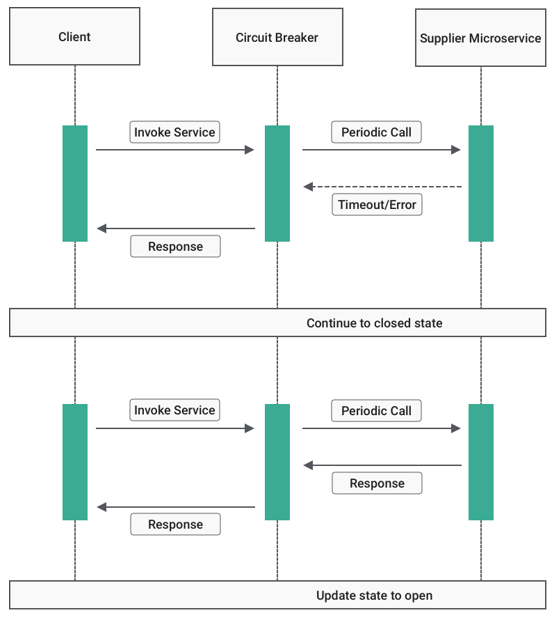 Client
Circuit Breaker
Supplier Microservice
Invoke Service
Periodic Call
Timeout/Error
Response
Continue to closed state
Invoke Service
Periodic Call
Response
Response
Update state to open